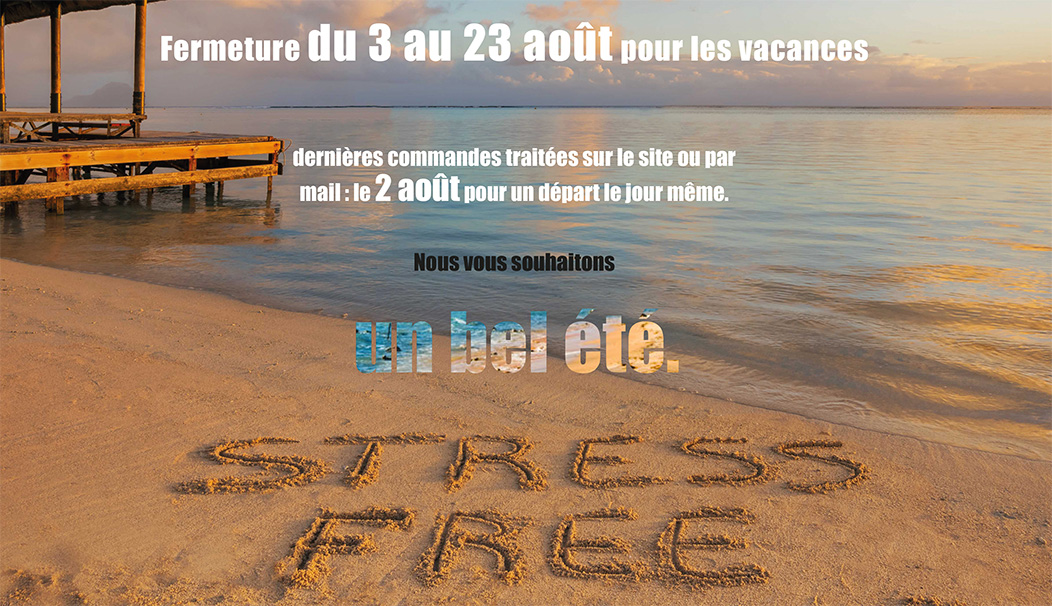 Fermeture du 3 au 23 août pour les vacances
dernières commandes traitées sur le site ou par
mail : le 2 août pour un départ le jour même.
Nous vous souhaitons
un bel été.
STRESS
FREE